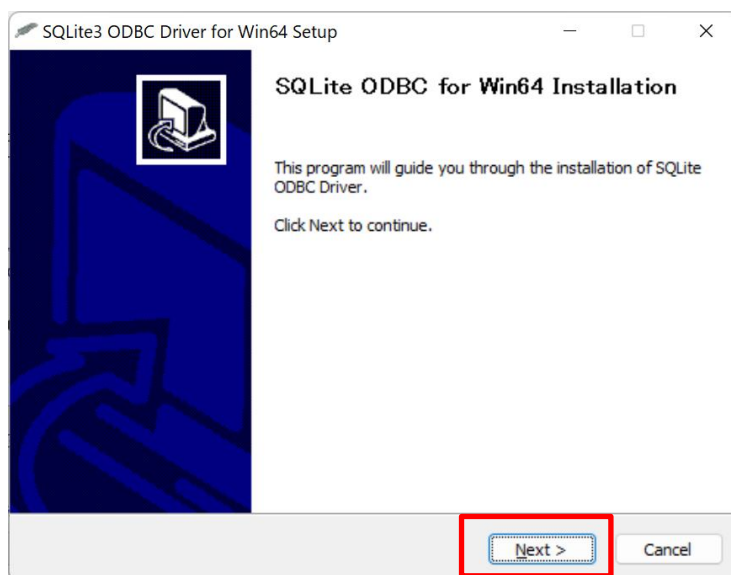 SQLite3 ODBC Driver for Win64 Setup
SQLite ODBC for Win64 Installation
This program will guide you through the installation of SQLite
ODBC Driver.
Click Next to continue.
Next >
Cancel